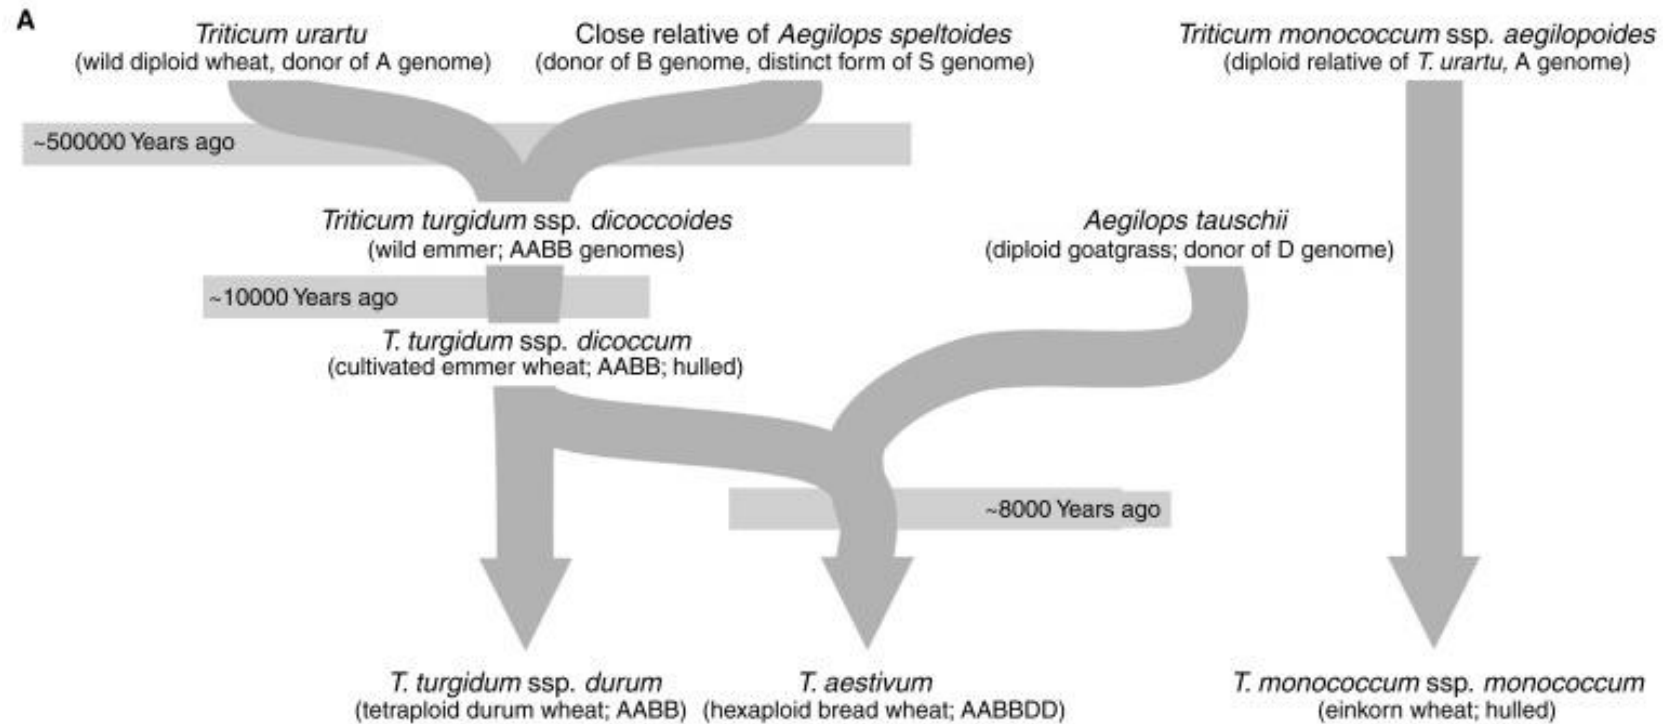 A
Triticum urartu
(wild diploid wheat, donor of A genome)
Close relative of Aegilops speltoides
(donor of B genome, distinct form of S genome)
Triticum monococcum ssp. aegilopoides
(diploid relative of T. urartu, A genome)
~500000 Years ago
Triticum turgidum ssp. dicoccoides
(wild emmer; AABB genomes)
Aegilops tauschii
(diploid goatgrass; donor of D genome)
~10000 Years ago
T. turgidum ssp. dicoccum
(cultivated emmer wheat; AABB; hulled)
~8000 Years ago
T. turgidum ssp. durum
(tetraploid durum wheat; AABB)
T. aestivum
(hexaploid bread wheat; AABBDD)
T. monococcum ssp. monococcum
(einkorn wheat; hulled)